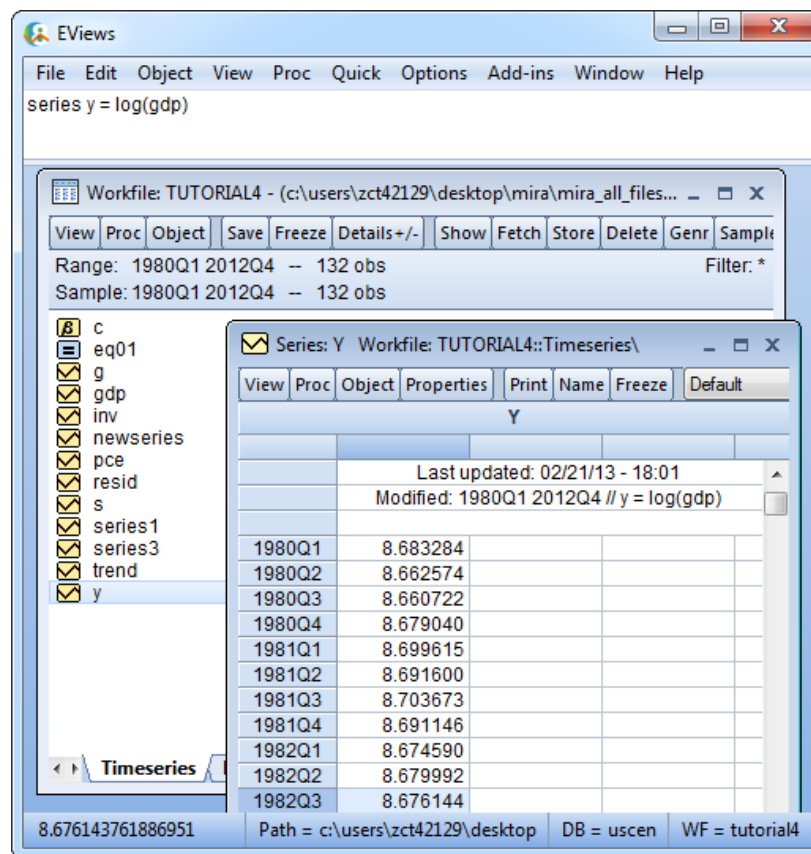 EViews
File Edit Object View Proc Quick Options Add-ins Window Help
series y = log(gdp)
Workfile: TUTORIAL4 - (c:\users\zct42129\desktop\mira\mira_all_files...
View Proc Object Save Freeze Details+/- Show Fetch Store Delete Genr Sample
Range: 1980Q1 2012Q4 -- 132 obs Filter: *
Sample: 1980Q1 2012Q4 -- 132 obs
β c
eq01
g
gdp
inv
newseries
pce
resid
s
series1
series3
trend
y
Timeseries
Series: Y Workfile: TUTORIAL4::Timeseries\
View Proc Object Properties Print Name Freeze Default
Y
Last updated: 02/21/13 - 18:01
Modified: 1980Q1 2012Q4 // y = log(gdp)
1980Q1 8.683284
1980Q2 8.662574
1980Q3 8.660722
1980Q4 8.679040
1981Q1 8.699615
1981Q2 8.691600
1981Q3 8.703673
1981Q4 8.691146
1982Q1 8.674590
1982Q2 8.679992
1982Q3 8.676144
8.676143761886951 Path = c:\users\zct42129\desktop DB = uscen WF = tutorial4